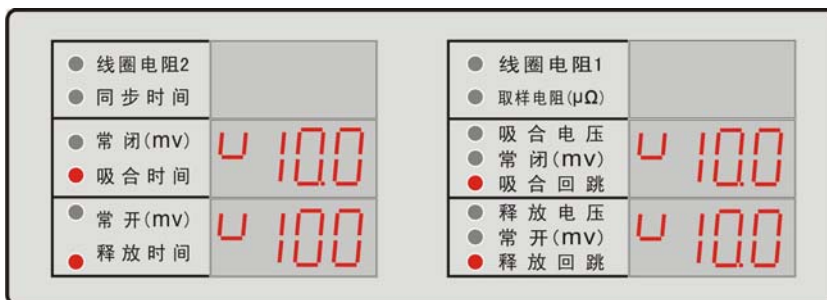 线圈电阻2
同步时间
常闭(mv)
吸合时间
u 10.0
常开(mv)
释放时间
u 100
线圈电阻1
取样电阻(μΩ)
吸合电压
常闭(mv)
吸合回跳
u 10.0
释放电压
常开(mv)
释放回跳
u 10.0